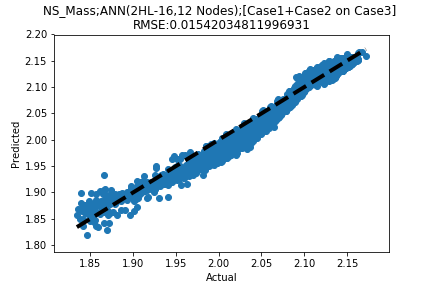 NS_Mass;ANN(2HL-16,12 Nodes);[Case1+Case2 on Case3]
RMSE:0.01542034811996931
2.20
2.15
2.10
2.05
2.00
1.95
1.90
1.85
1.80
Predicted
1.85 1.90 1.95 2.00 2.05 2.10 2.15
Actual